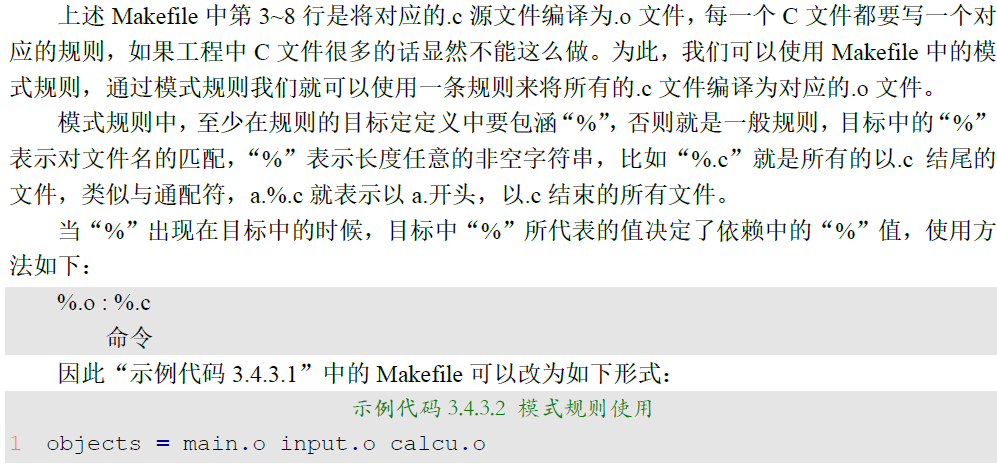 上述 Makefile 中第 3~8 行是将对应的.c 源文件编译为.o 文件，每一个 C 文件都要写一个对
应的规则，如果工程中 C 文件很多的话显然不能这么做。为此，我们可以使用 Makefile 中的模
式规则，通过模式规则我们就可以使用一条规则来将所有的.c 文件编译为对应的.o 文件。
模式规则中，至少在规则的目标定定义中要包涵“%”，否则就是一般规则，目标中的“%”
表示对文件名的匹配，“%”表示长度任意的非空字符串，比如“%.c”就是所有的以.c 结尾的
文件，类似与通配符，a.%.c 就表示以 a.开头，以.c 结束的所有文件。
当“%”出现在目标中的时候，目标中“%”所代表的值决定了依赖中的“%”值，使用方
法如下：
%.o : %.c
命令
因此“示例代码 3.4.3.1”中的 Makefile 可以改为如下形式：
示例代码 3.4.3.2 模式规则使用
1 objects = main.o input.o calcu.o